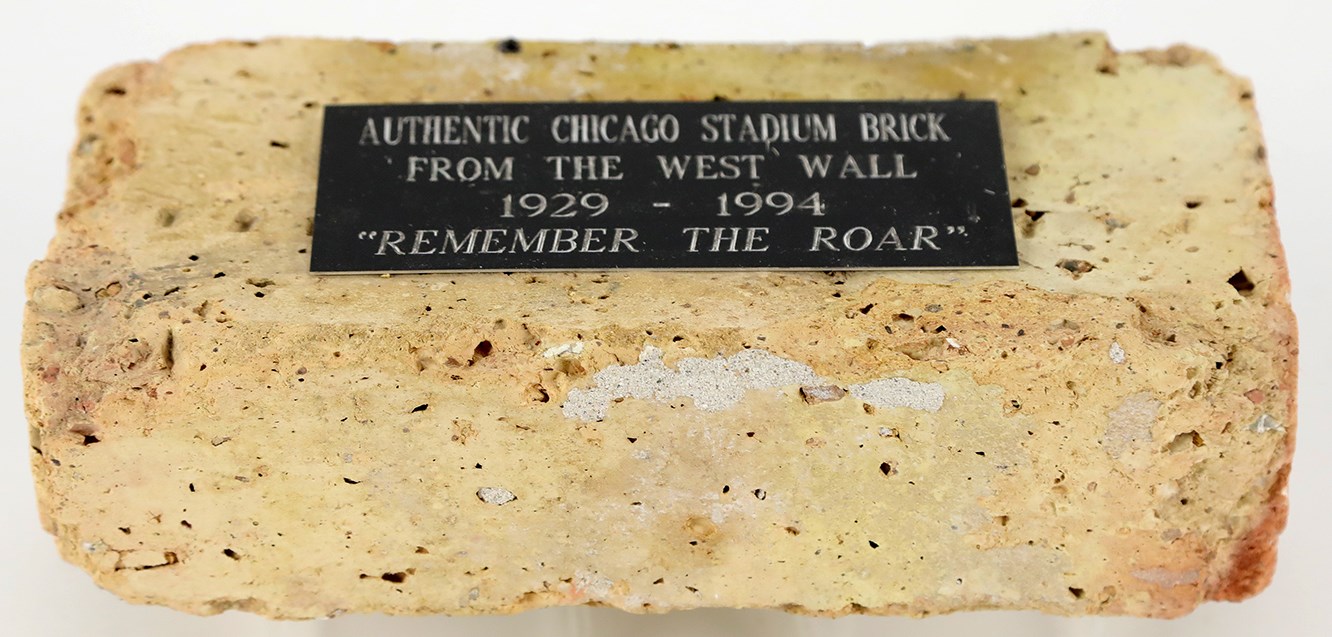 AUTHENTIC CHICAGO STADIUM BRICK
FROM THE WEST WALL
1929 - 1994
“REMEMBER THE ROAR”